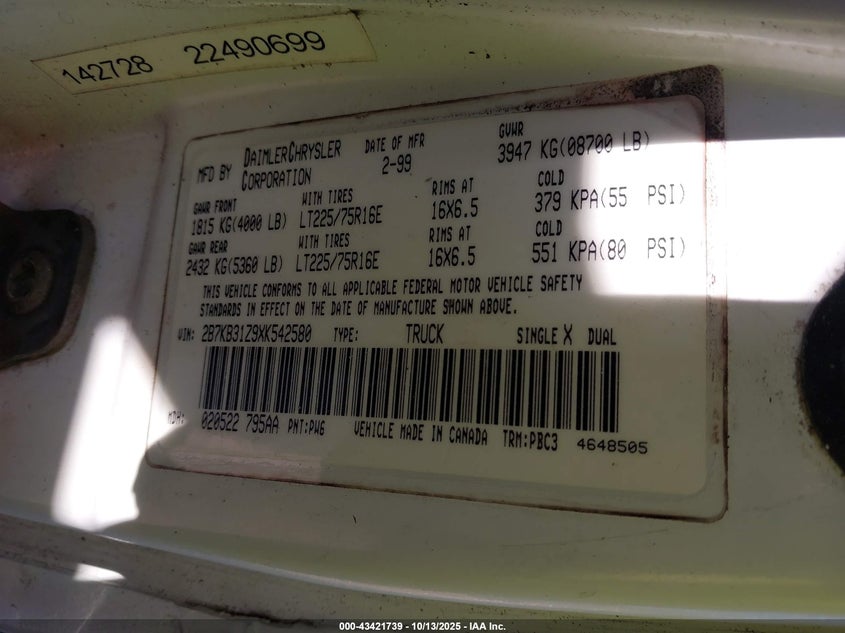 142728 22490699
MFD BY DAIMLERCHRYSLER CORPORATION DATE OF MFR 2-99 GVWR 3947 KG(08700 LB)
GAWR FRONT WITH TIRES RIMS AT COLD
1815 KG(4000 LB) LT225/75R16E 16X6.5 379 KPA(55 PSI)
GAWR REAR WITH TIRES RIMS AT COLD
2432 KG(5360 LB) LT225/75R16E 16X6.5 551 KPA(80 PSI)
THIS VEHICLE CONFORMS TO ALL APPLICABLE FEDERAL MOTOR VEHICLE SAFETY
STANDARDS IN EFFECT ON THE DATE OF MANUFACTURE SHOWN ABOVE.
VIN: 2B7KB31Z9XK542580 TYPE: TRUCK SINGLE X DUAL
MDH: 020522 795AA PNT:PW6 VEHICLE MADE IN CANADA TRM:PBC3 4648505
000-43421739 - 10/13/2025 - IAA Inc.